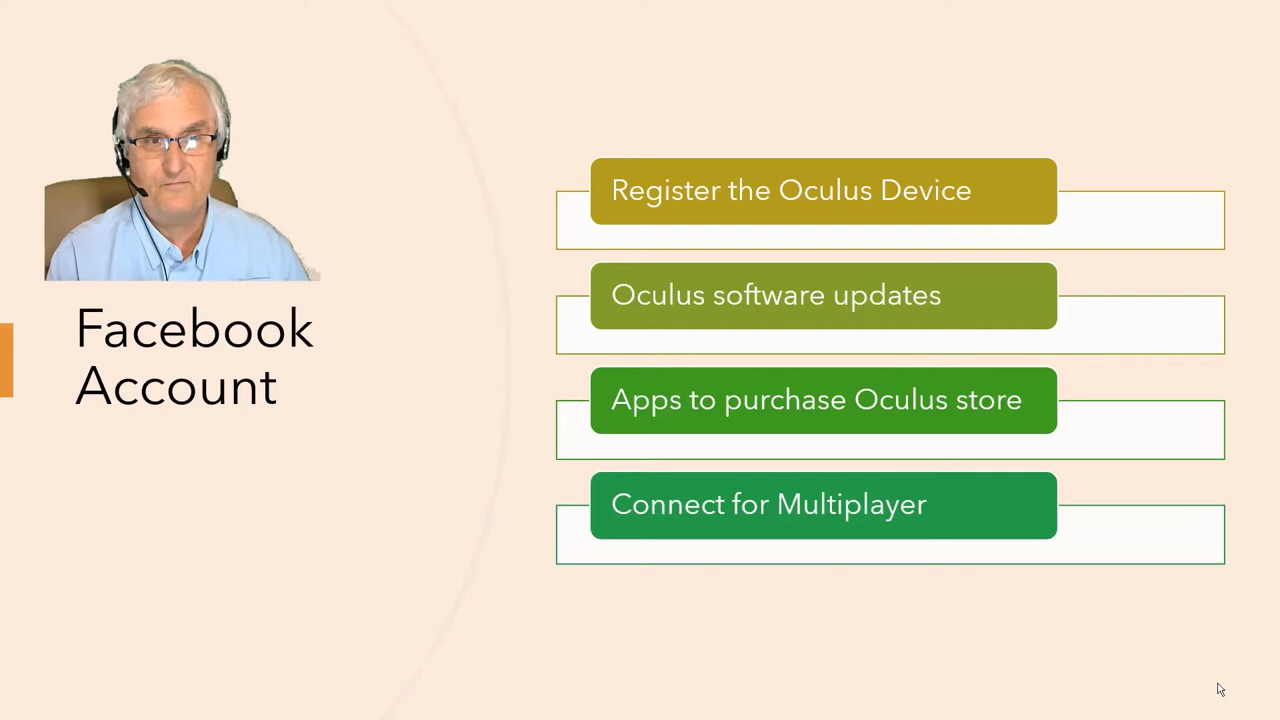 Facebook
Account
Register the Oculus Device
Oculus software updates
Apps to purchase Oculus store
Connect for Multiplayer